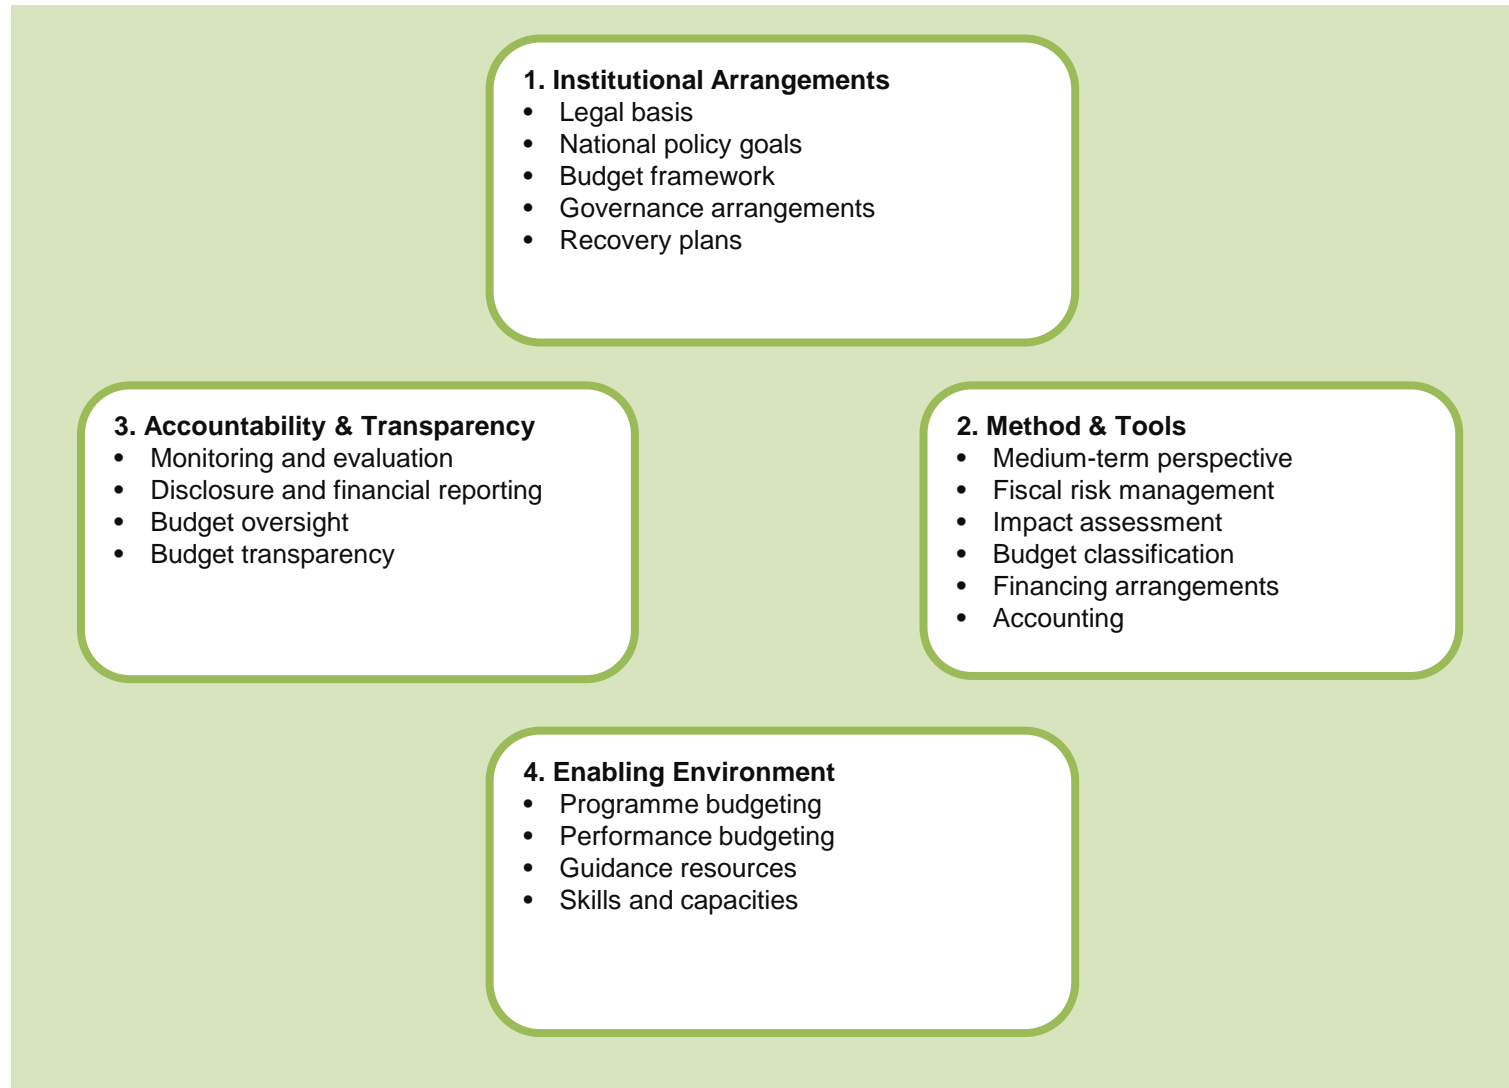 1. Institutional Arrangements
• Legal basis
• National policy goals
• Budget framework
• Governance arrangements
• Recovery plans
3. Accountability & Transparency
• Monitoring and evaluation
• Disclosure and financial reporting
• Budget oversight
• Budget transparency
2. Method & Tools
• Medium-term perspective
• Fiscal risk management
• Impact assessment
• Budget classification
• Financing arrangements
• Accounting
4. Enabling Environment
• Programme budgeting
• Performance budgeting
• Guidance resources
• Skills and capacities